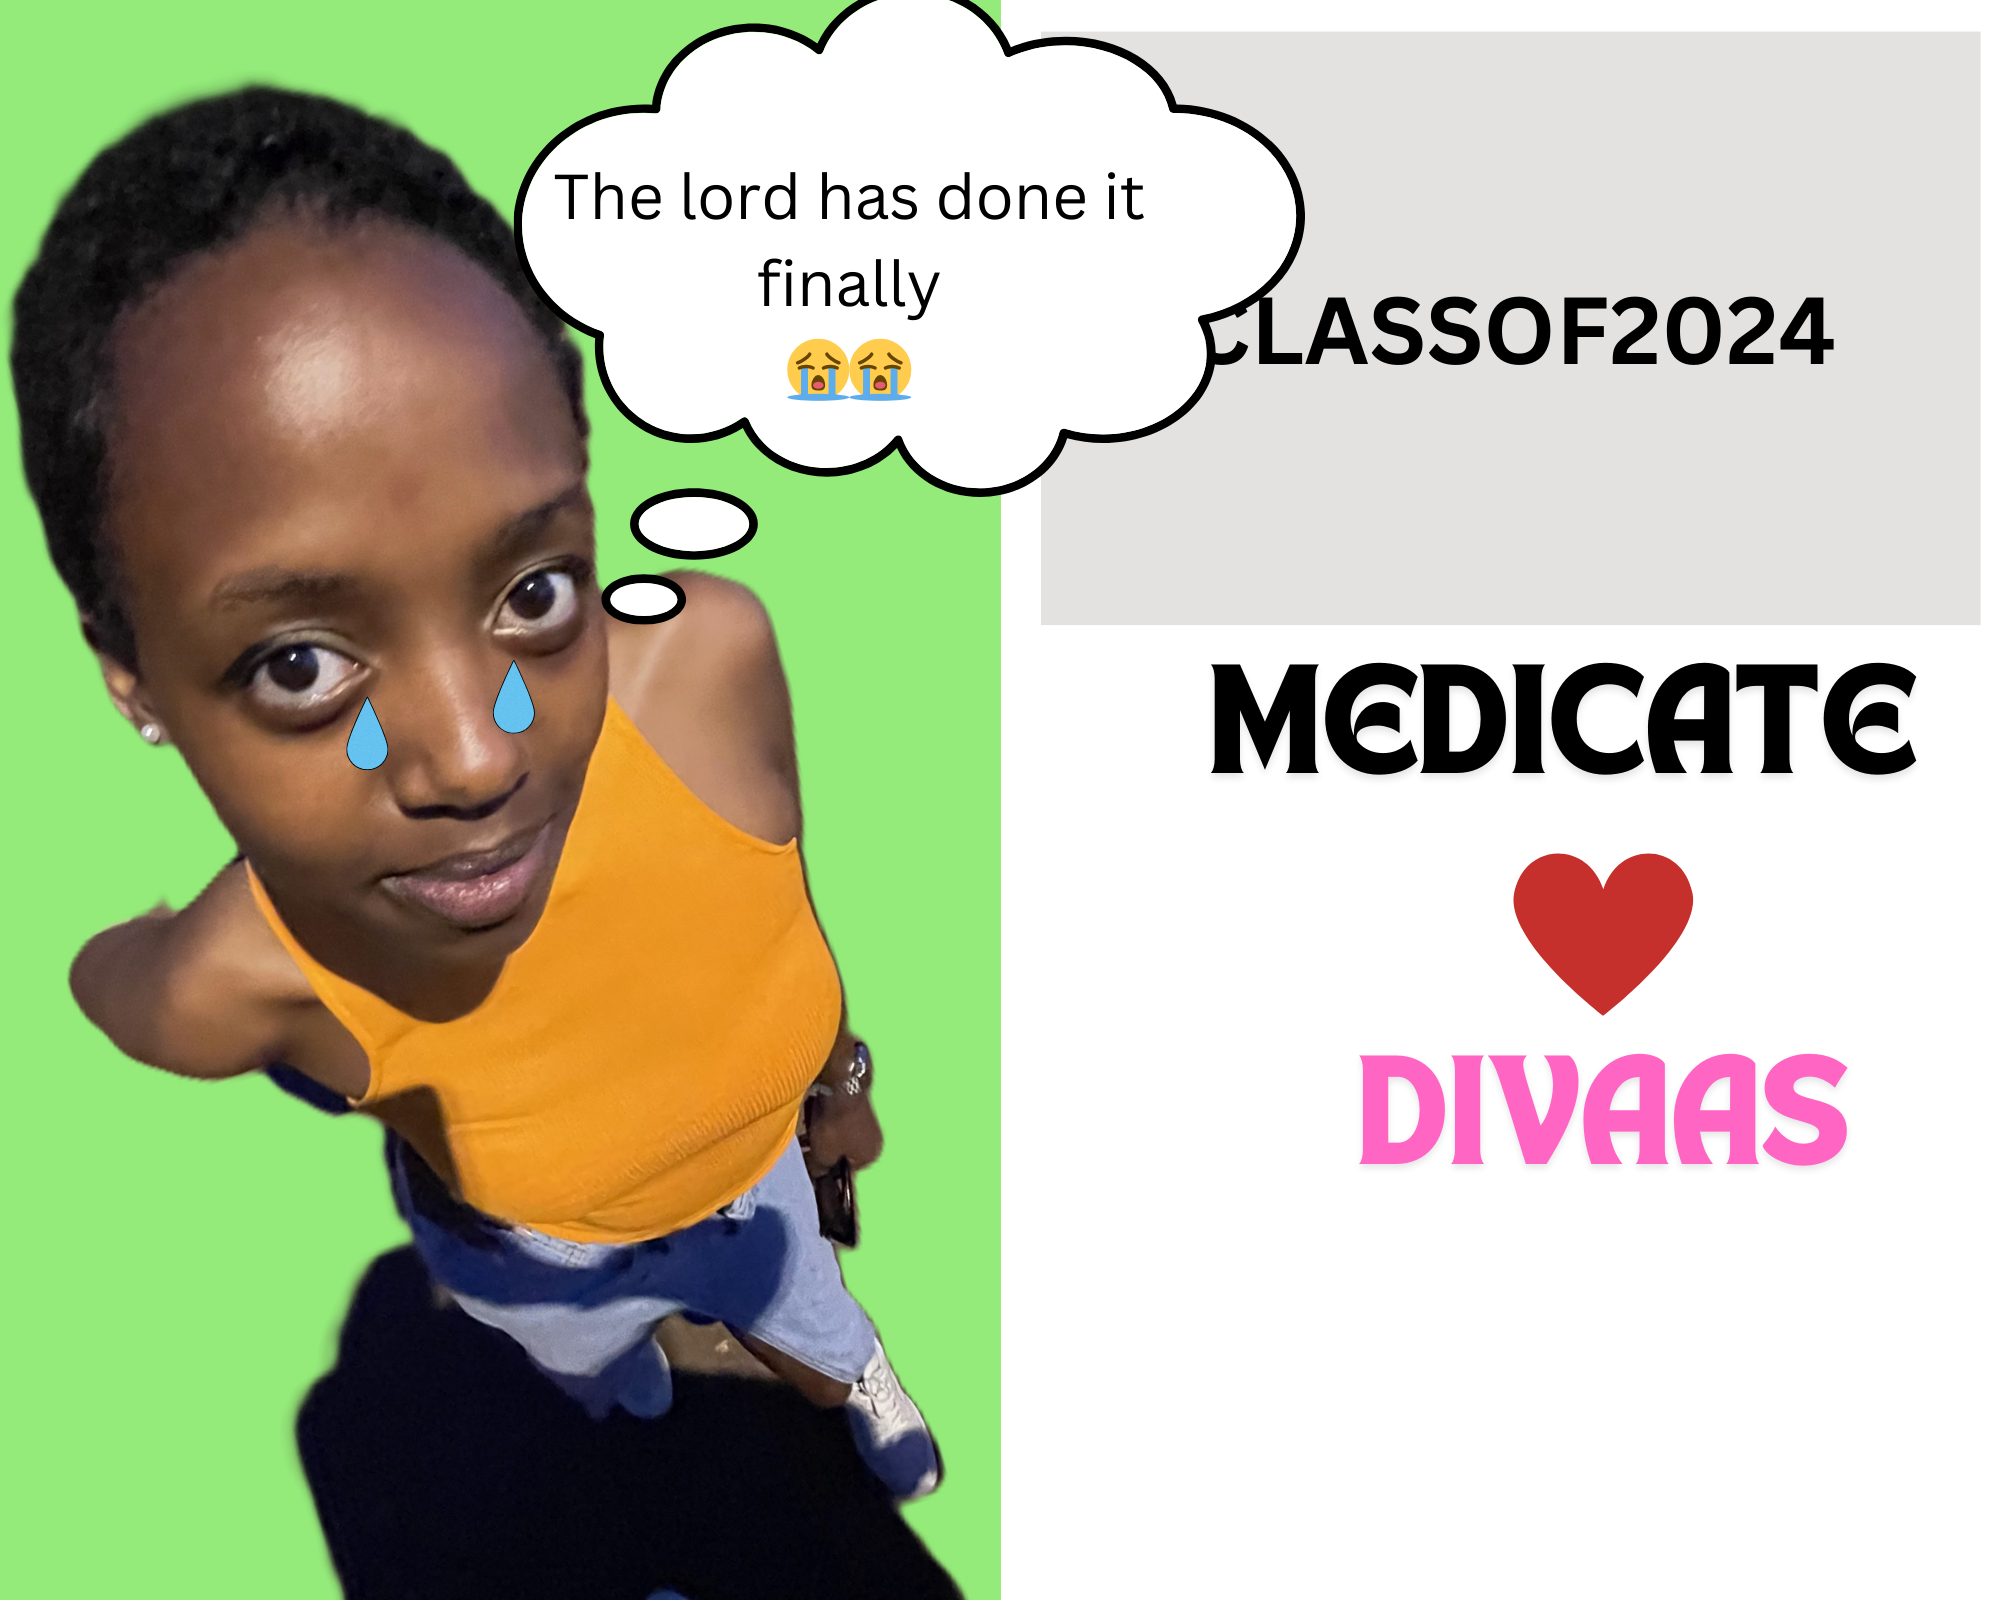 The lord has done it
finally
😭😭
CLASSOF2024
MEDICATE
DIVAAS